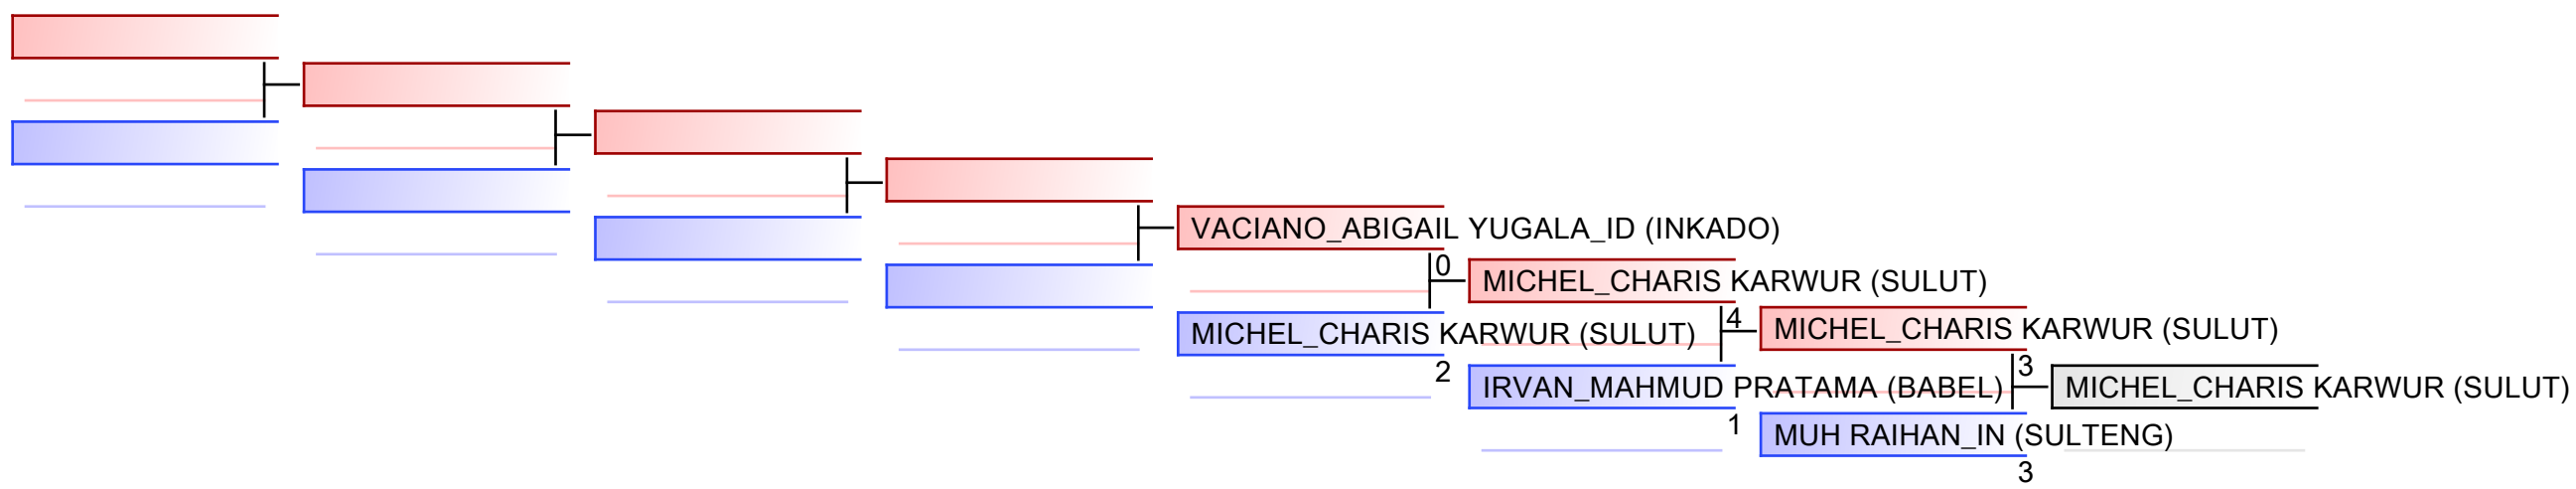 VACIANO_ABIGAIL YUGALA_ID (INKADO)
0
MICHEL_CHARIS KARWUR (SULUT)
MICHEL_CHARIS KARWUR (SULUT)
4
MICHEL_CHARIS KARWUR (SULUT)
2
3
IRVAN_MAHMUD PRATAMA (BABEL)
MICHEL_CHARIS KARWUR (SULUT)
1
MUH RAIHAN_IN (SULTENG)
3